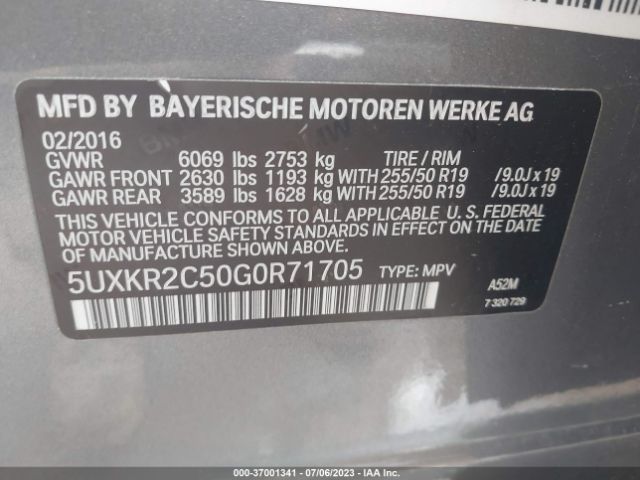 MFD BY BAYERISCHE MOTOREN WERKE AG
02/2016
GVWR 6069 lbs 2753 kg TIRE / RIM
GAWR FRONT 2630 lbs 1193 kg WITH 255/50 R19 /9.0J x 19
GAWR REAR 3589 lbs 1628 kg WITH 255/50 R19 /9.0J x 19
THIS VEHICLE CONFORMS TO ALL APPLICABLE U. S. FEDERAL
MOTOR VEHICLE SAFETY STANDARDS IN EFFECT ON THE DATE
OF MANUFACTURE SHOWN ABOVE.
5UXKR2C50G0R71705 TYPE: MPV A52M
7 320 729
000-37001341 / 07/06/2023 - IAA Inc.